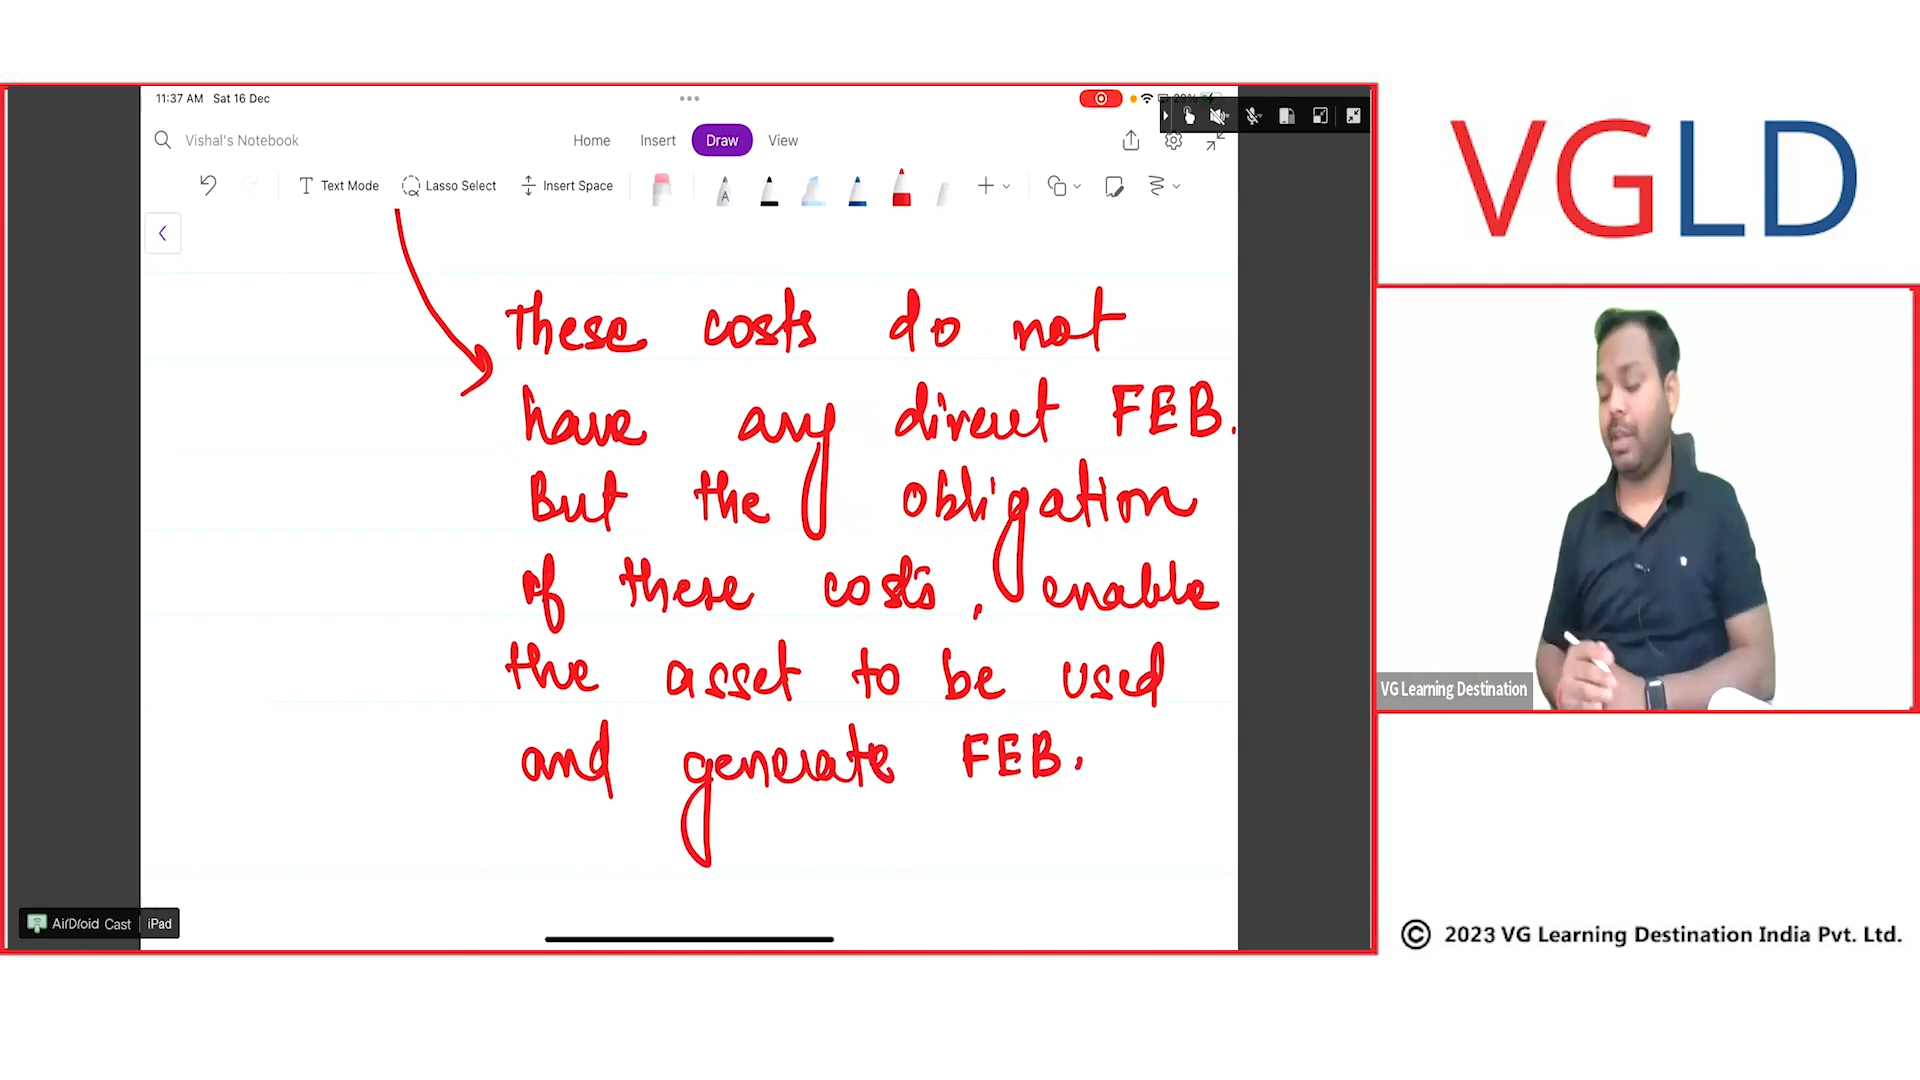 11:37 AM Sat 16 Dec
29%
Vishal's Notebook
Home Insert Draw View
Text Mode Lasso Select Insert Space
These costs do not
have any direct FEB.
But the obligation
of these costs, enable
the asset to be used
and generate FEB.
AirDroid Cast iPad
VGLD
VG Learning Destination
© 2023 VG Learning Destination India Pvt. Ltd.